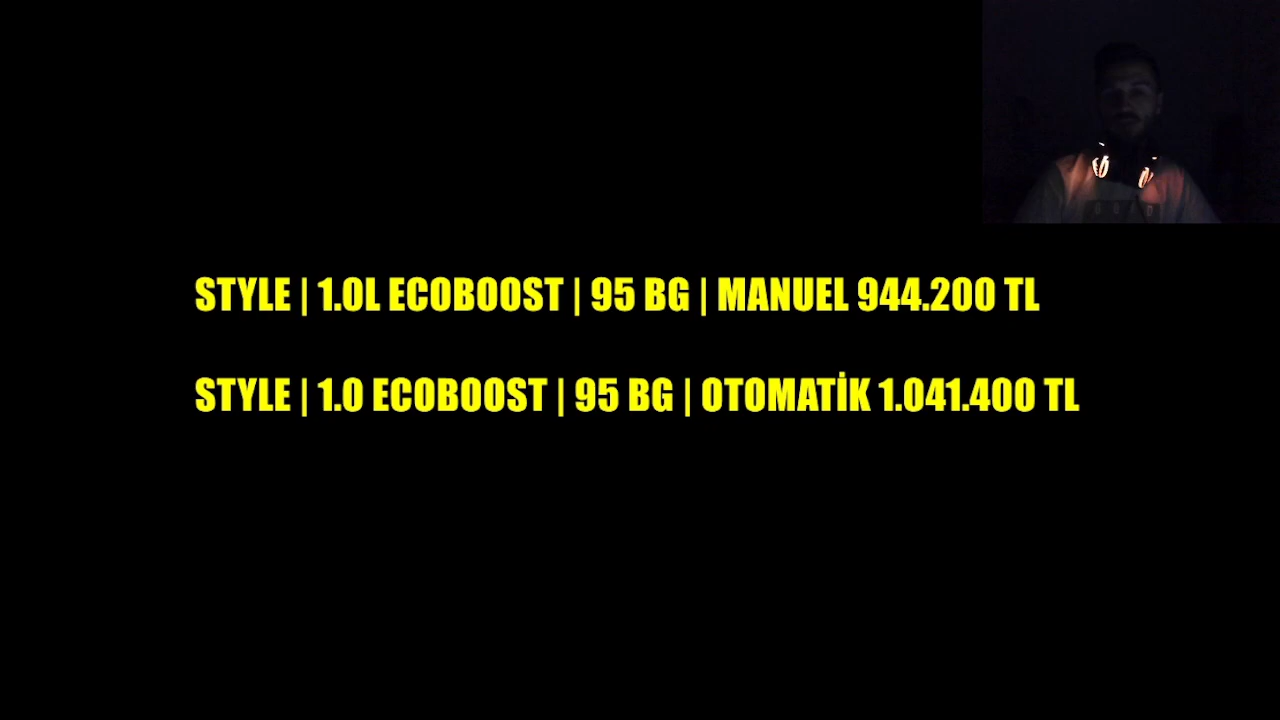 STYLE | 1.0L ECOBOOST | 95 BG | MANUEL 944.200 TL
STYLE | 1.0 ECOBOOST | 95 BG | OTOMATİK 1.041.400 TL